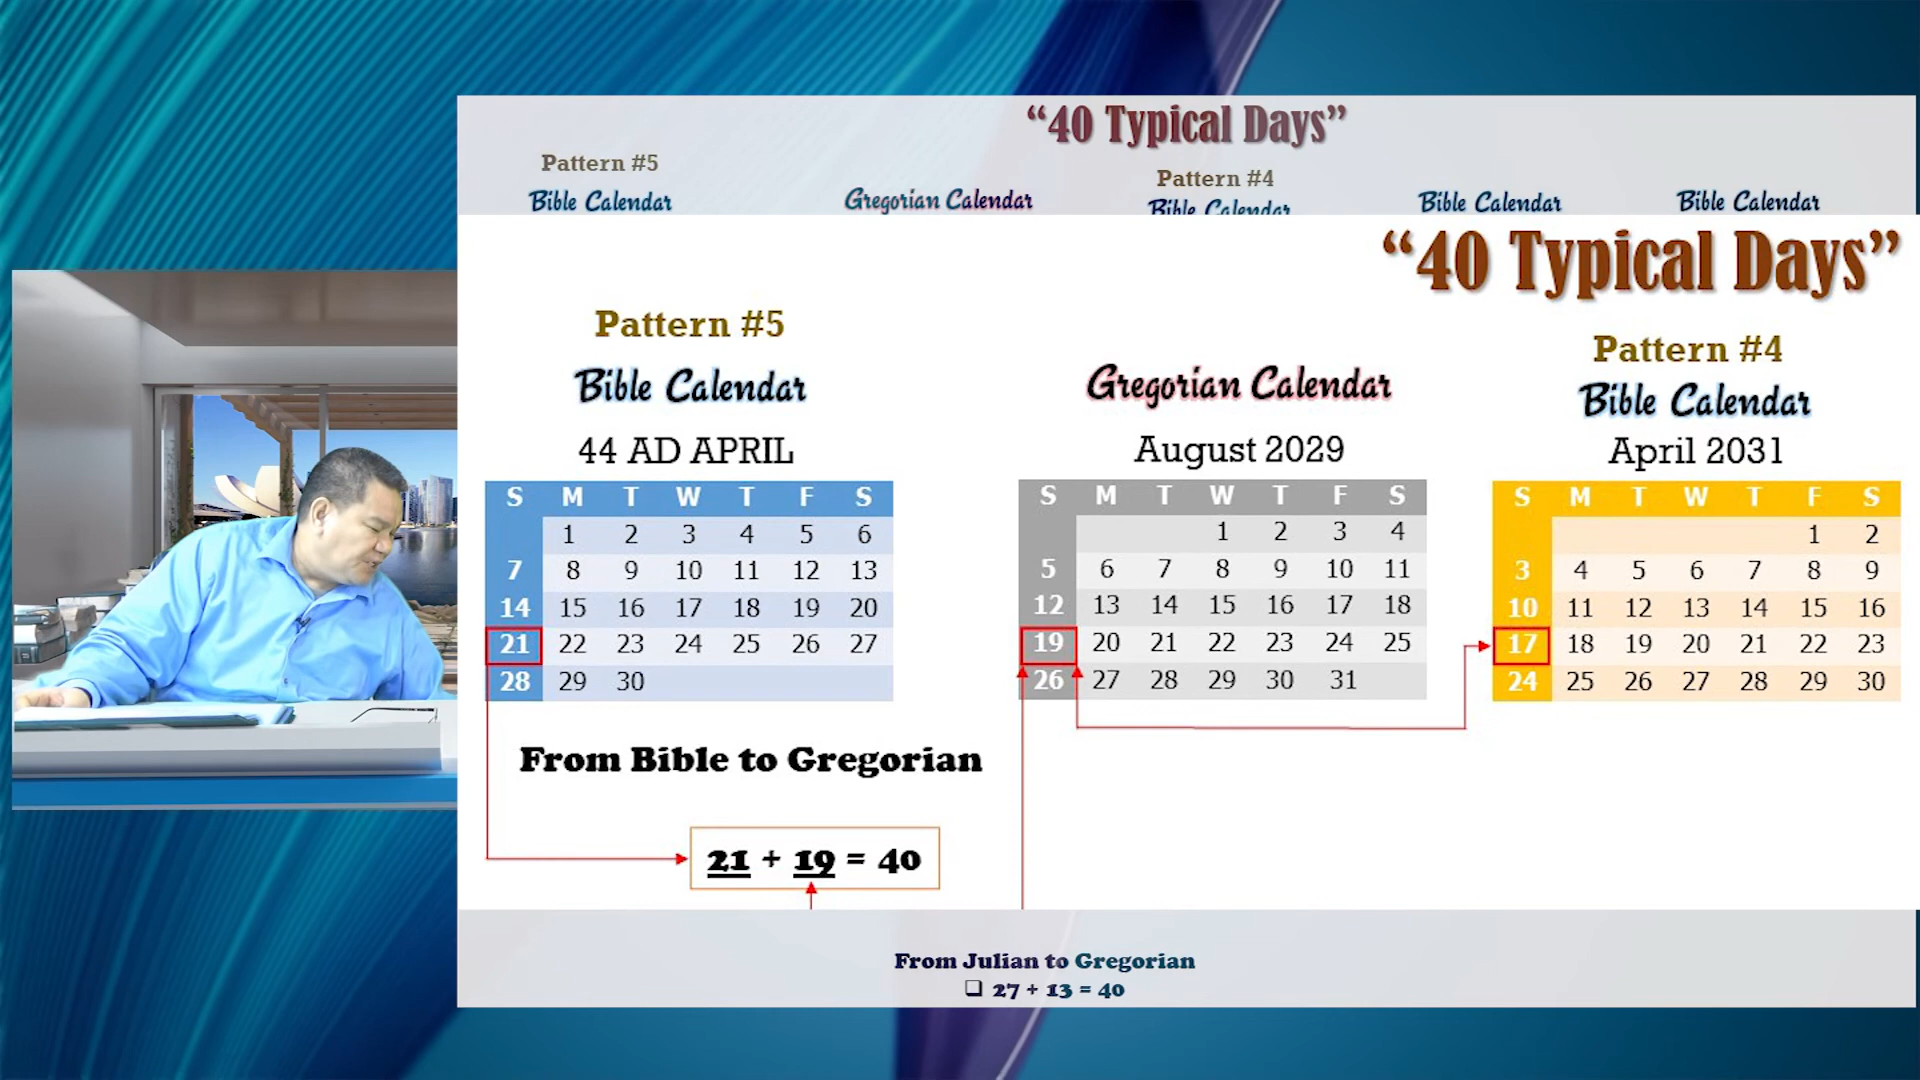 “40 Typical Days”
Pattern #5
Pattern #4
Bible Calendar
Gregorian Calendar
Bible Calendar
Bible Calendar
Bible Calendar
“40 Typical Days”
Pattern #5
Bible Calendar
44 AD APRIL
S M T W T F S
1 2 3 4 5 6
7 8 9 10 11 12 13
14 15 16 17 18 19 20
21 22 23 24 25 26 27
28 29 30
Gregorian Calendar
August 2029
S M T W T F S
1 2 3 4
5 6 7 8 9 10 11
12 13 14 15 16 17 18
19 20 21 22 23 24 25
26 27 28 29 30 31
Pattern #4
Bible Calendar
April 2031
S M T W T F S
1 2
3 4 5 6 7 8 9
10 11 12 13 14 15 16
17 18 19 20 21 22 23
24 25 26 27 28 29 30
From Bible to Gregorian
21 + 19 = 40
From Julian to Gregorian
❑ 27 + 13 = 40